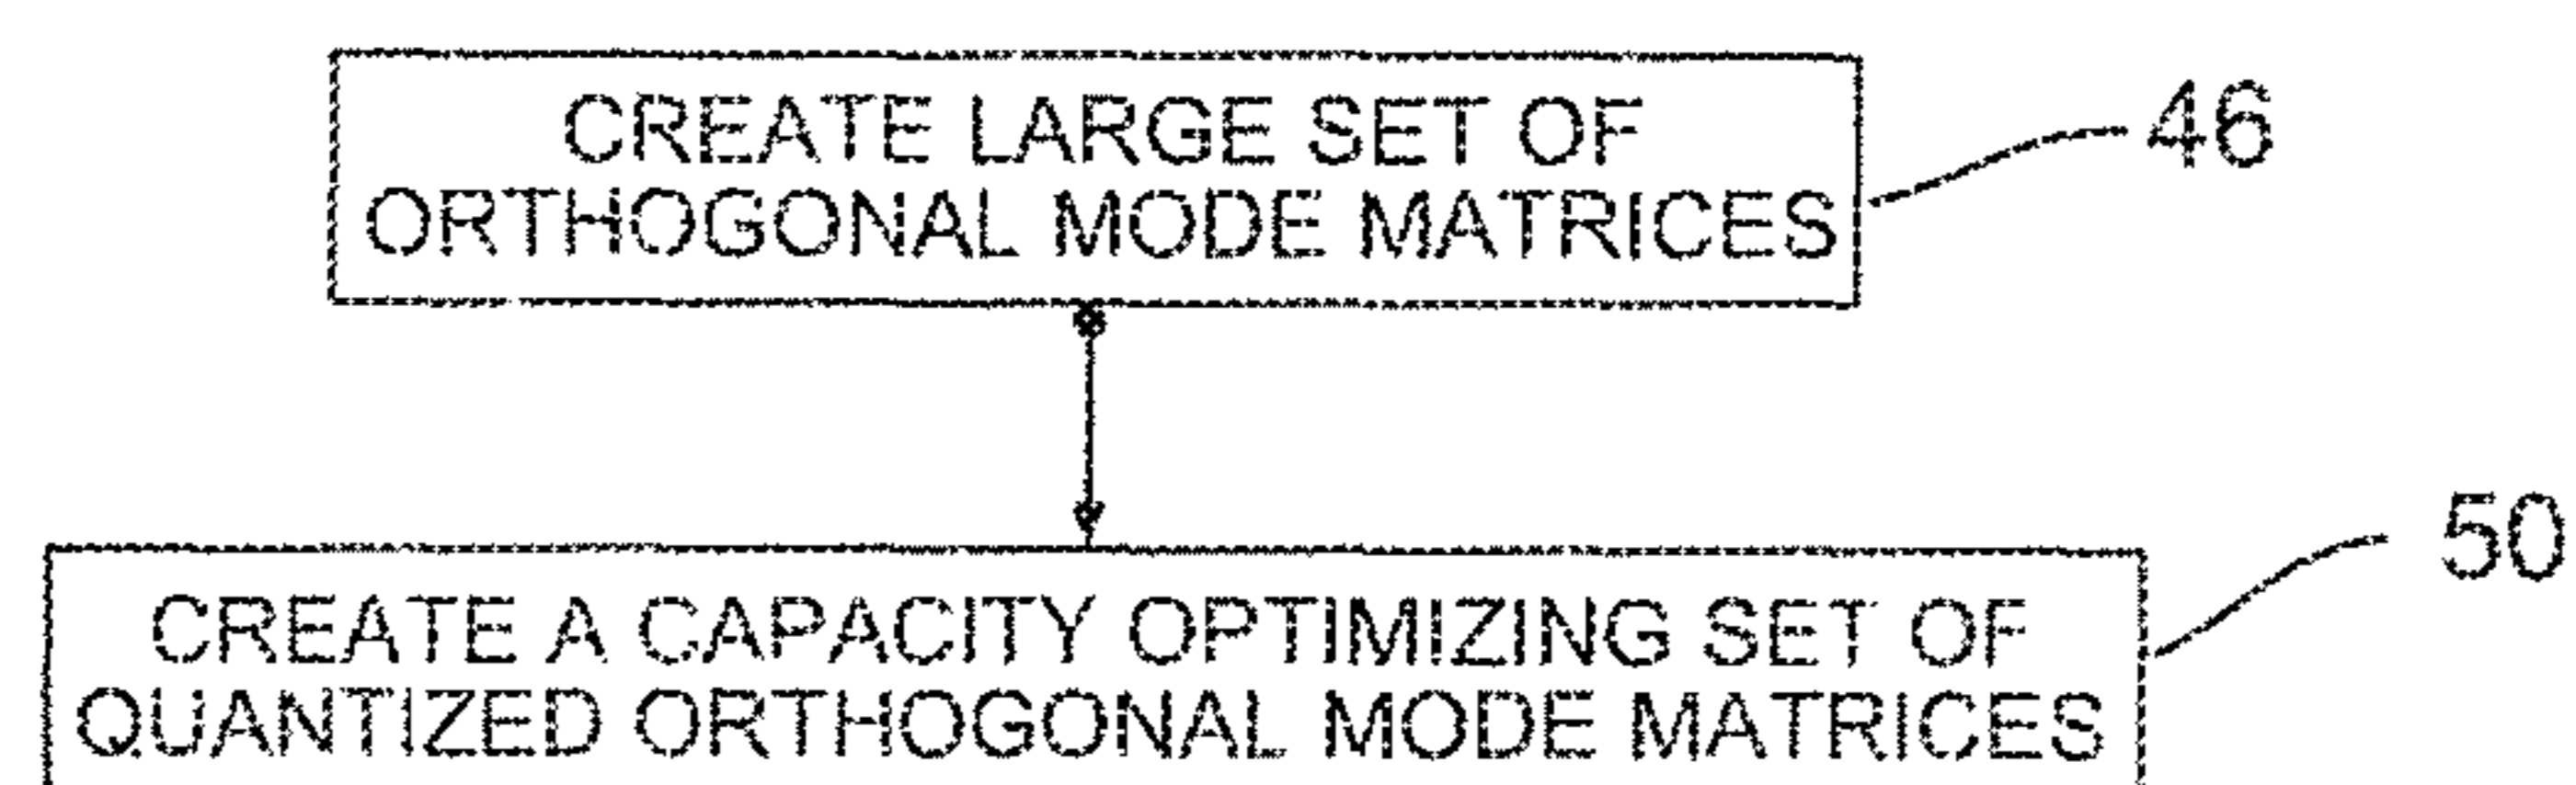 CREATE LARGE SET OF
ORTHOGONAL MODE MATRICES
46
CREATE A CAPACITY OPTIMIZING SET OF
QUANTIZED ORTHOGONAL MODE MATRICES
50